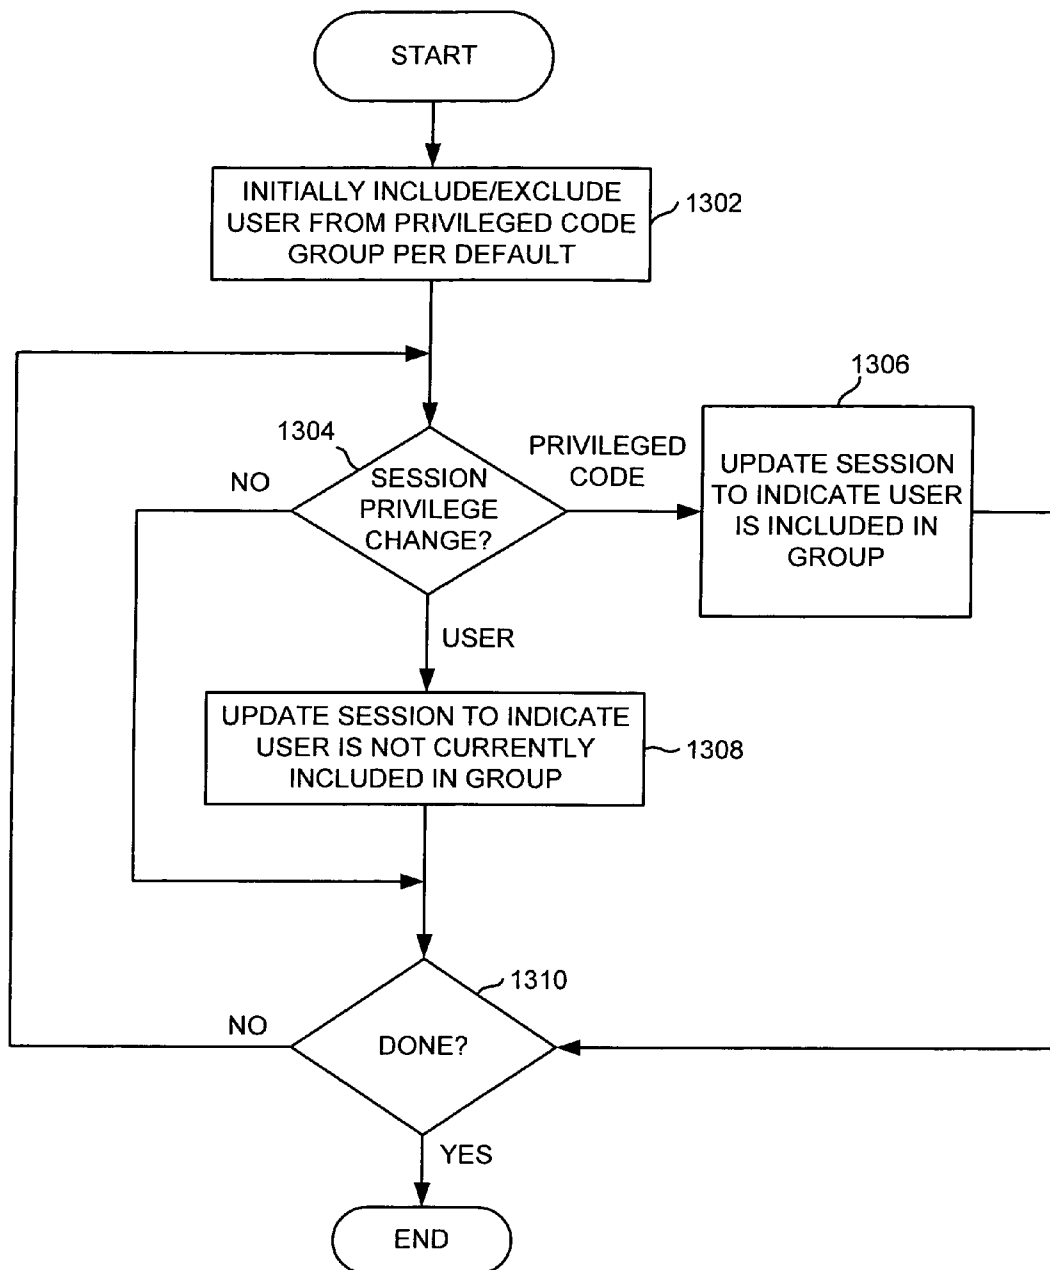 START
INITIALLY INCLUDE/EXCLUDE
USER FROM PRIVILEGED CODE
GROUP PER DEFAULT
1302
1306
1304
PRIVILEGED
CODE
NO
SESSION
PRIVILEGE
CHANGE?
UPDATE SESSION
TO INDICATE USER
IS INCLUDED IN
GROUP
USER
UPDATE SESSION TO INDICATE
USER IS NOT CURRENTLY
INCLUDED IN GROUP
1308
1310
NO
DONE?
YES
END